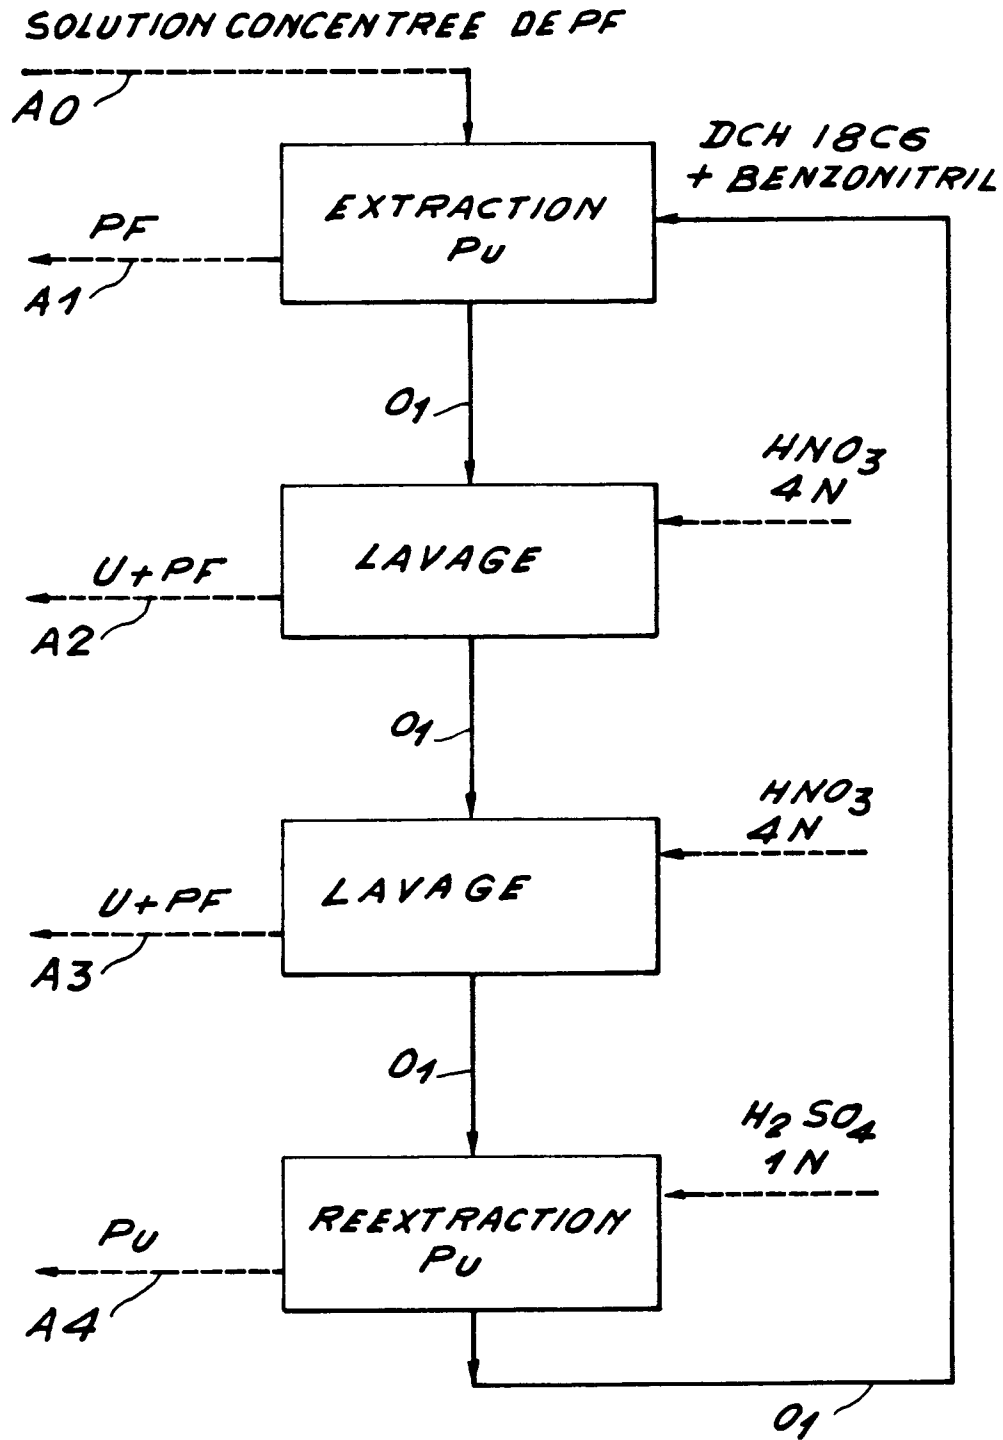 SOLUTION CONCENTREE DE PF
A0
DCH 18C6
+ BENZONITRIL
EXTRACTION
Pu
PF
A1
O1
HNO3
4N
LAVAGE
U+PF
A2
O1
HNO3
4N
LAVAGE
U+PF
A3
O1
H2SO4
1N
REEXTRACTION
Pu
Pu
A4
O1